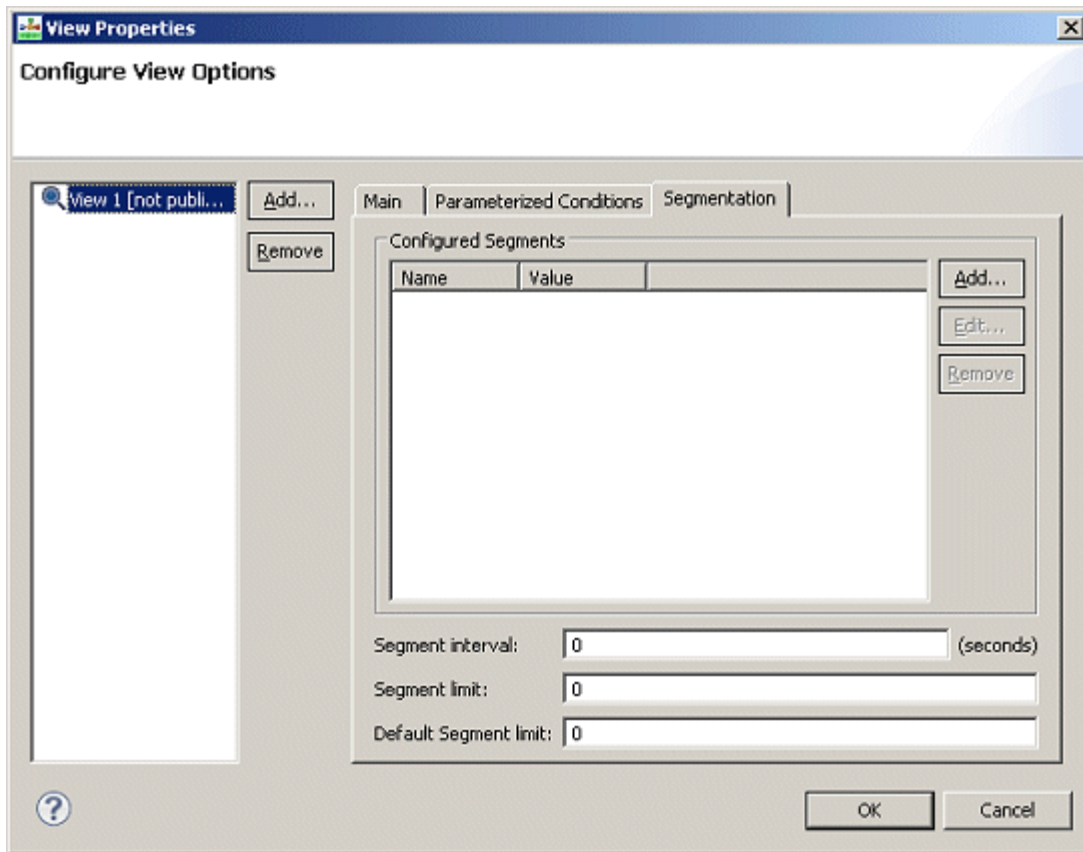 View Properties
Configure View Options
View 1 [not publi...
Add...
Remove
Main
Parameterized Conditions
Segmentation
Configured Segments
Name
Value
Add...
Edit...
Remove
Segment interval:
0
(seconds)
Segment limit:
0
Default Segment limit:
0
?
OK
Cancel